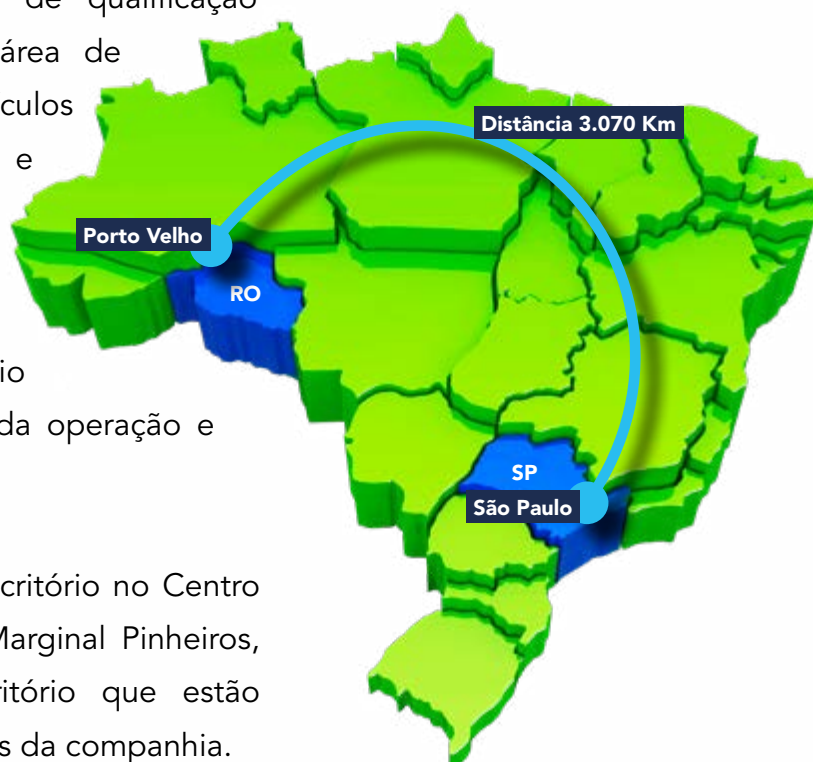 de qualificação
área de
Distância 3.070 Km
culos
e
Porto Velho
RO
io
da operação e
SP
São Paulo
critório no Centro
Marginal Pinheiros,
ritório que estão
s da companhia.